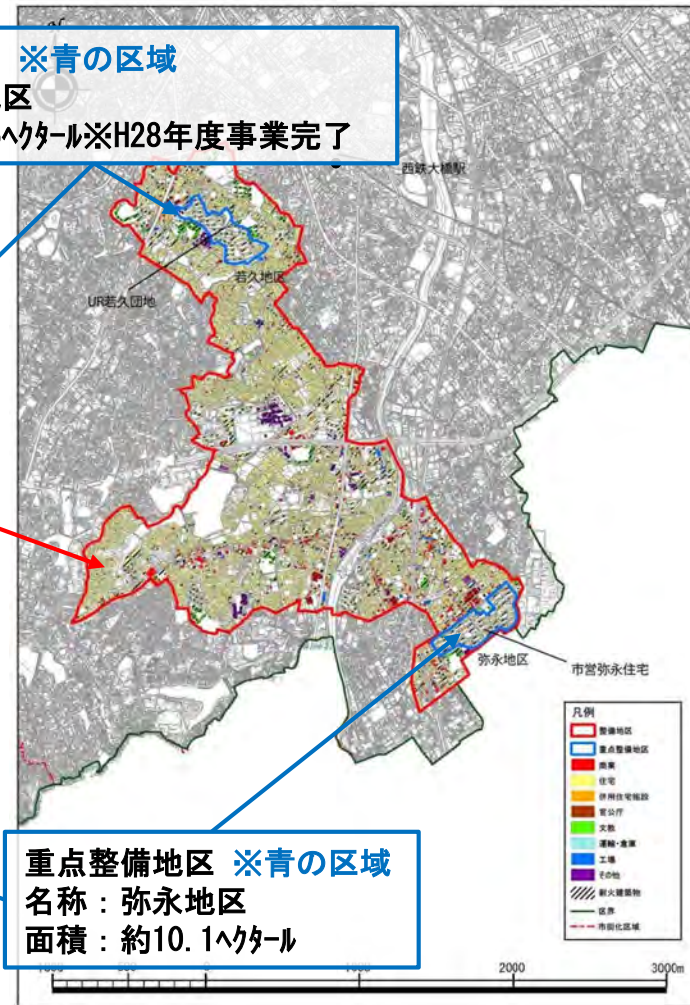 ※青の区域
区
ヘクタール※H28年度事業完了
西鉄大橋駅
若久地区
UR若久団地
弥永地区
市営弥永住宅
凡例
整備地区
重点整備地区
商業
住宅
併用住宅施設
官公庁
文教
運輸・倉庫
工場
その他
耐火建築物
区界
市街化区域
重点整備地区 ※青の区域
名称：弥永地区
面積：約10.1ヘクタール
1000 500 0 1000 2000 3000m